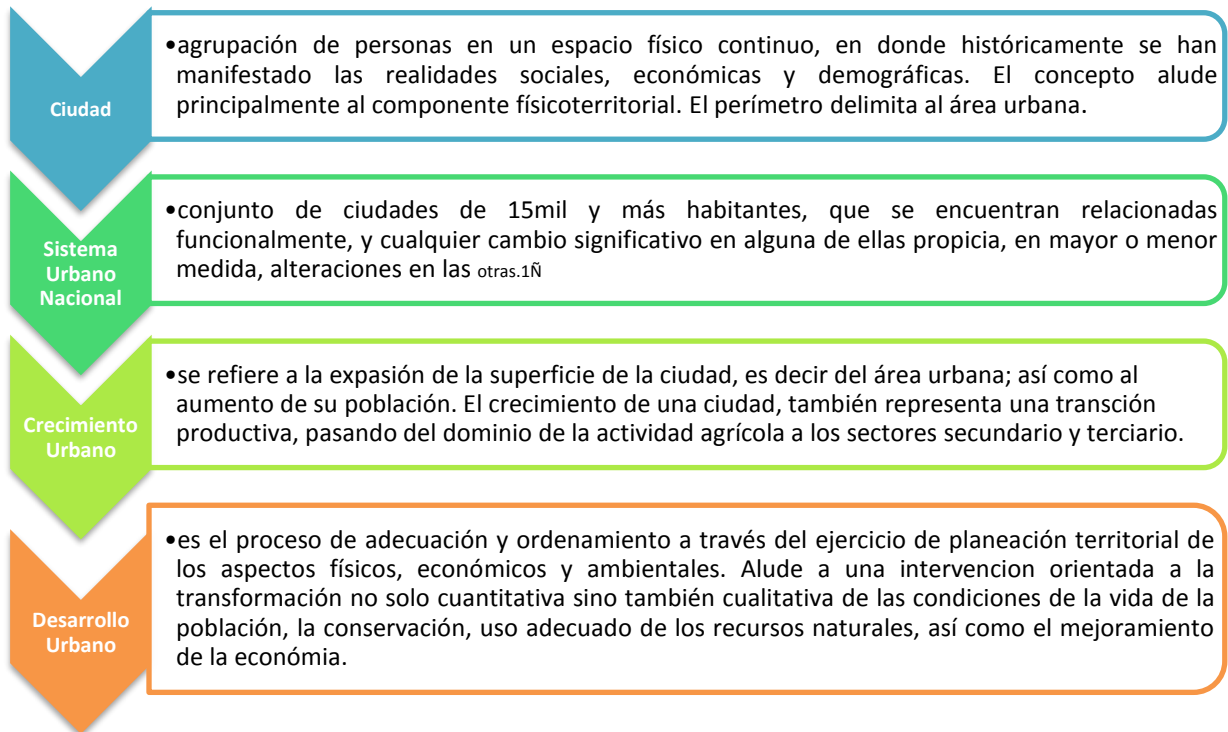 Ciudad
•agrupación de personas en un espacio físico continuo, en donde históricamente se han
manifestado las realidades sociales, económicas y demográficas. El concepto alude
principalmente al componente físicoterritorial. El perímetro delimita al área urbana.
Sistema
Urbano
Nacional
•conjunto de ciudades de 15mil y más habitantes, que se encuentran relacionadas
funcionalmente, y cualquier cambio significativo en alguna de ellas propicia, en mayor o menor
medida, alteraciones en las otras.1Ñ
Crecimiento
Urbano
•se refiere a la expasión de la superficie de la ciudad, es decir del área urbana; así como al
aumento de su población. El crecimiento de una ciudad, también representa una transción
productiva, pasando del dominio de la actividad agrícola a los sectores secundario y terciario.
Desarrollo
Urbano
•es el proceso de adecuación y ordenamiento a través del ejercicio de planeación territorial de
los aspectos físicos, económicos y ambientales. Alude a una intervencion orientada a la
transformación no solo cuantitativa sino también cualitativa de las condiciones de la vida de la
población, la conservación, uso adecuado de los recursos naturales, así como el mejoramiento
de la económia.